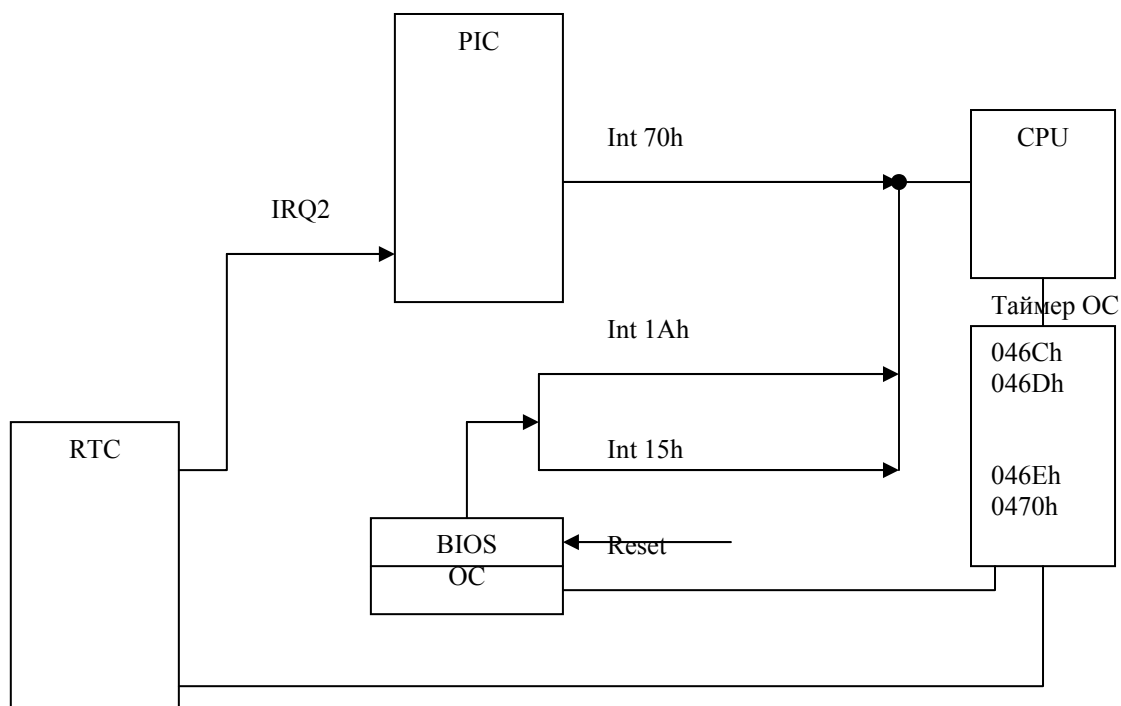 PIC
Int 70h
CPU
IRQ2
Таймер ОС
Int 1Ah
046Ch
046Dh
RTC
Int 15h
046Eh
0470h
BIOS
Reset
ОС